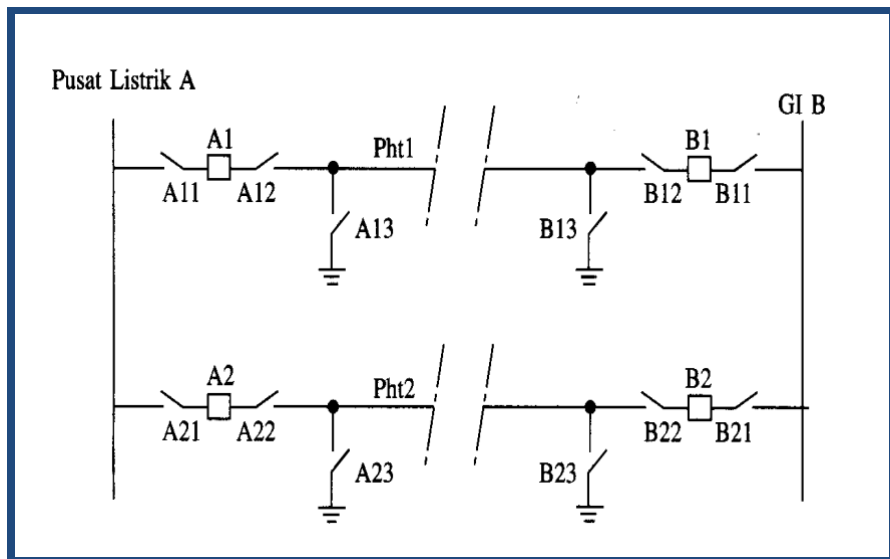 Pusat Listrik A
GI B
A1
B1
Pht1
A11
A12
B12
B11
A13
B13
A2
B2
Pht2
A21
A22
B22
B21
A23
B23